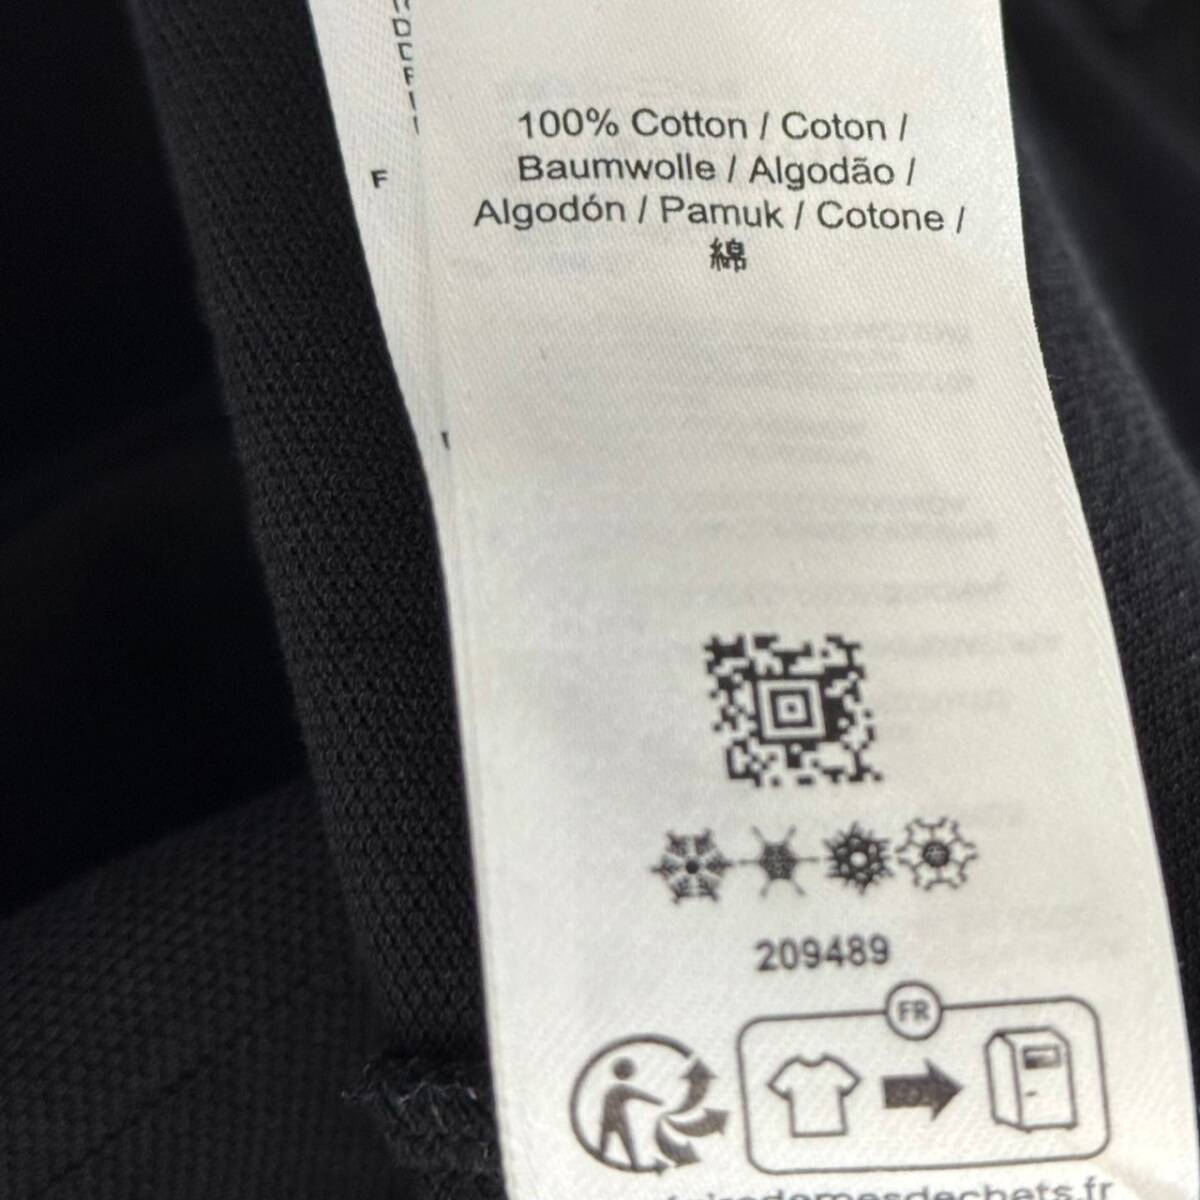 100% Cotton / Coton /
Baumwolle / Algodão /
Algodón / Pamuk / Cotone /
綿
F
209489
FR